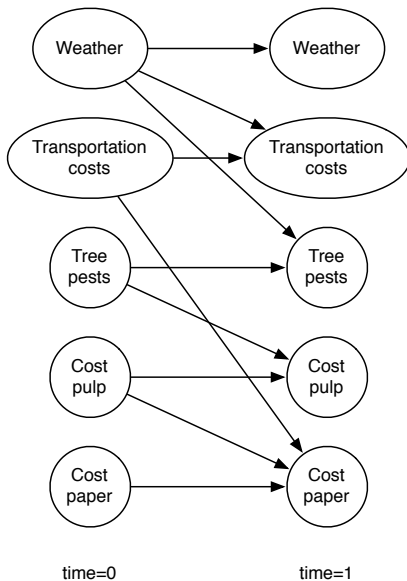 Weather
Weather
Transportation
costs
Transportation
costs
Tree
pests
Tree
pests
Cost
pulp
Cost
pulp
Cost
paper
Cost
paper
time=0
time=1